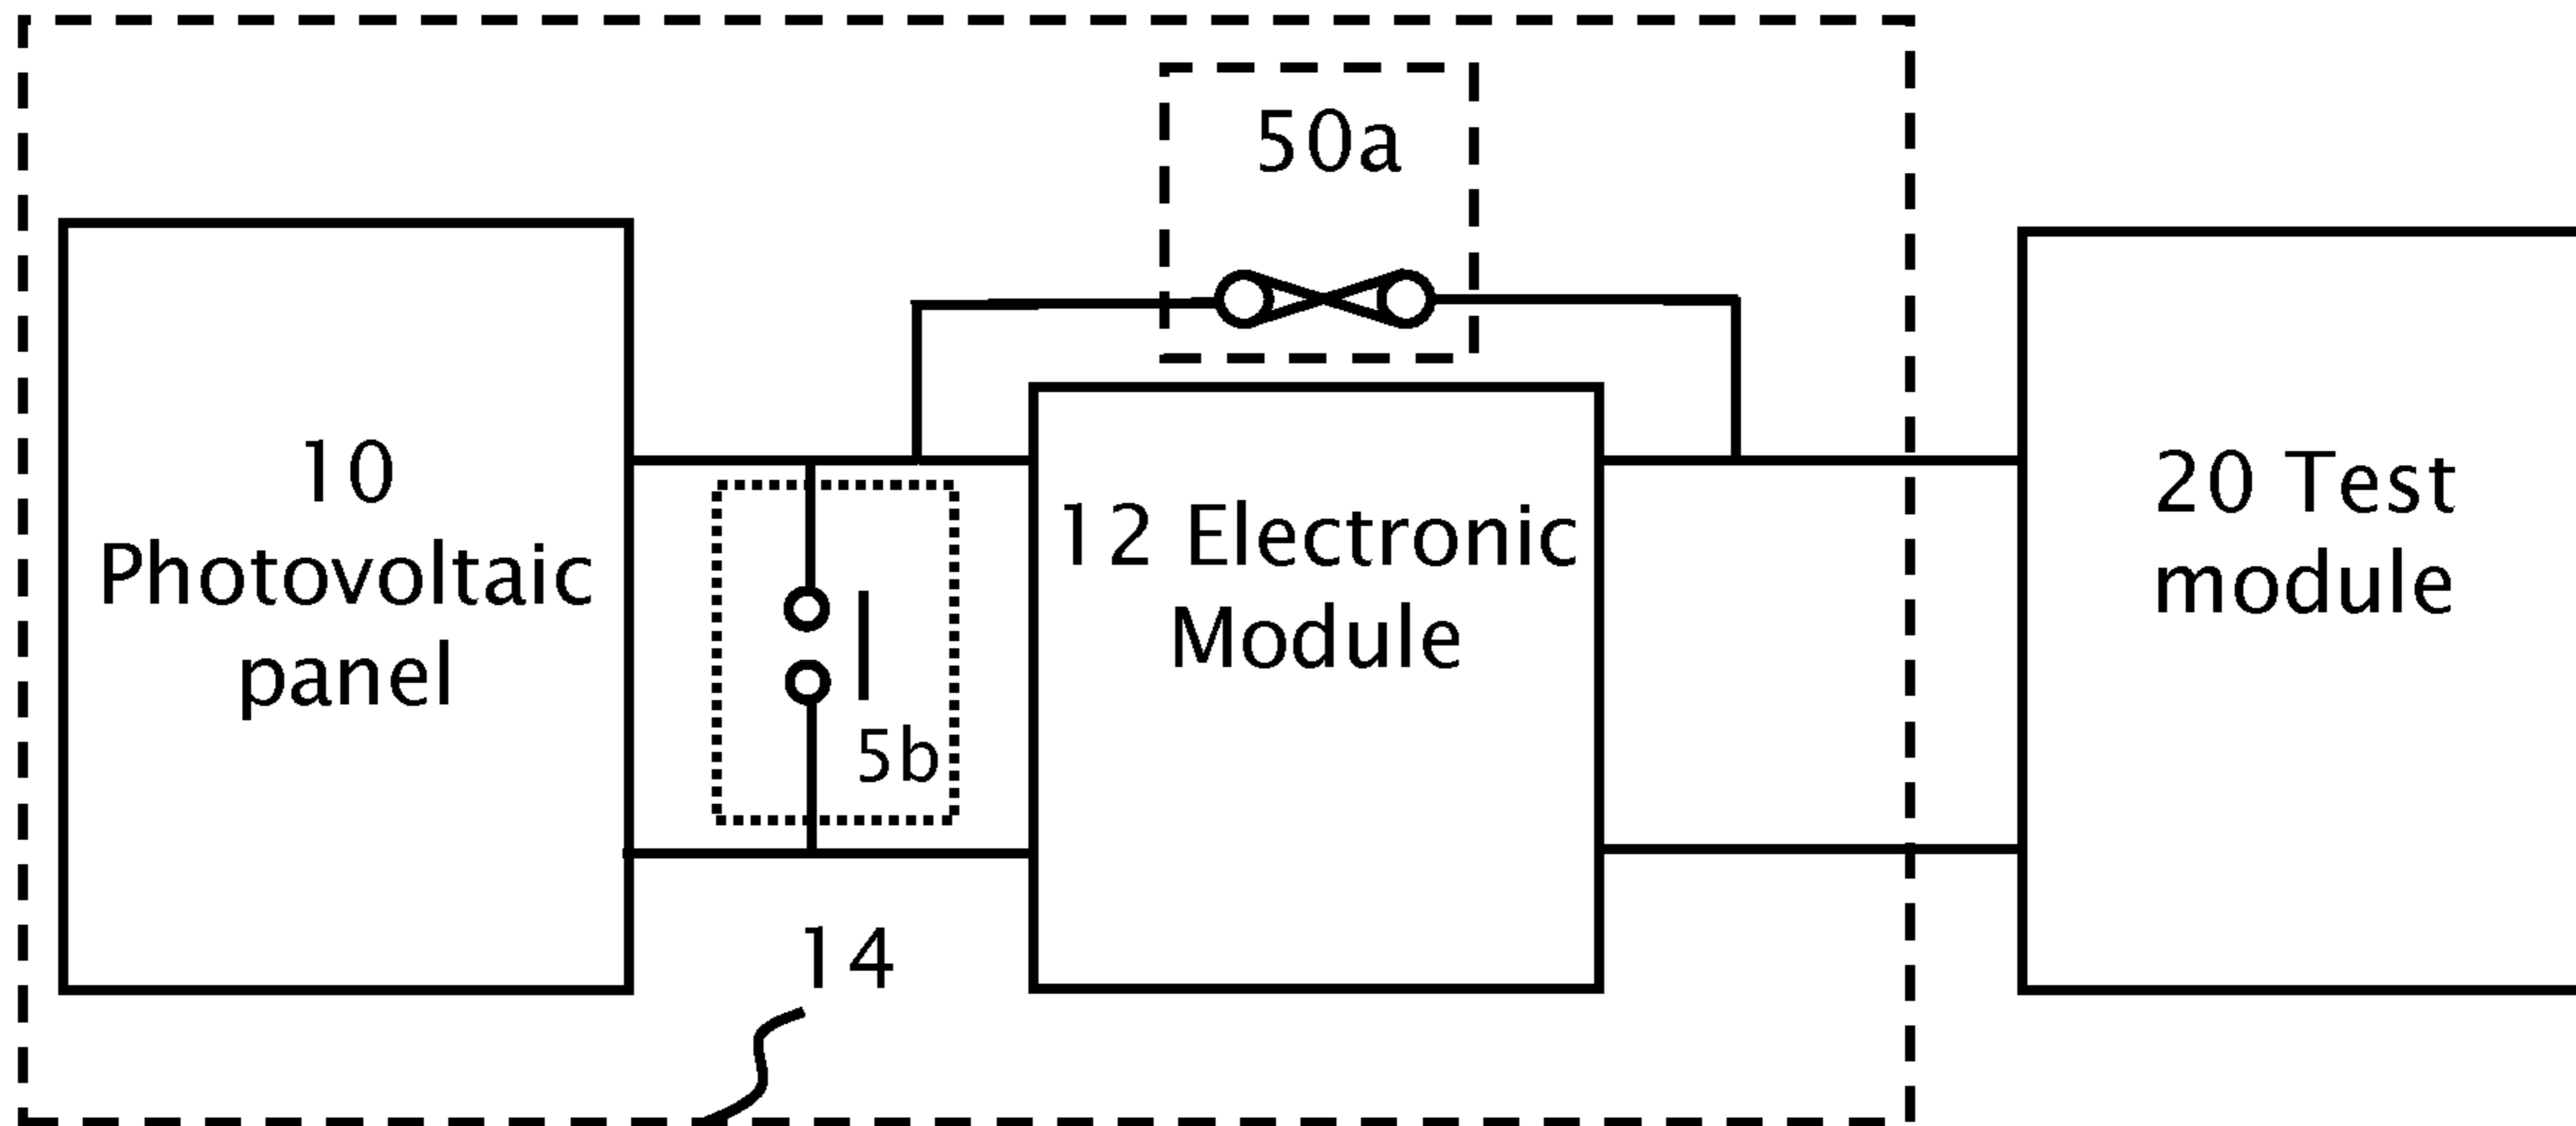 50a
10
Photovoltaic
panel
12 Electronic
Module
5b
20 Test
module
14